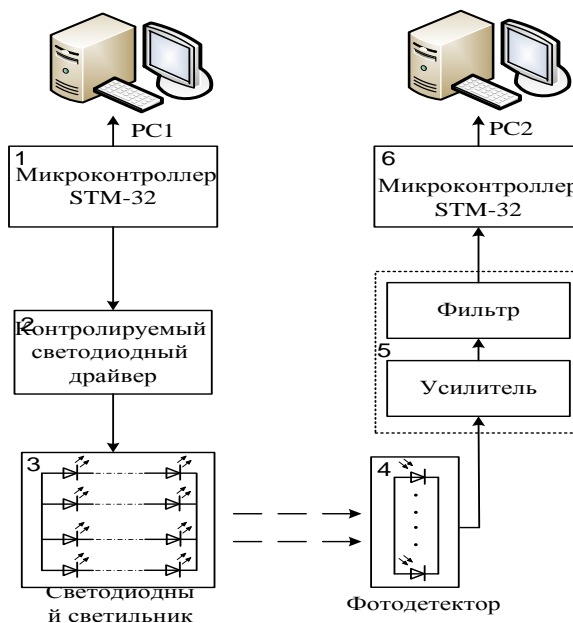 PC1
1
Микроконтроллер
STM-32
2
Контролируемый
светодиодный
драйвер
3
Светодиодны
й светильник
PC2
6
Микроконтроллер
STM-32
Фильтр
5
Усилитель
4
Фотодетектор